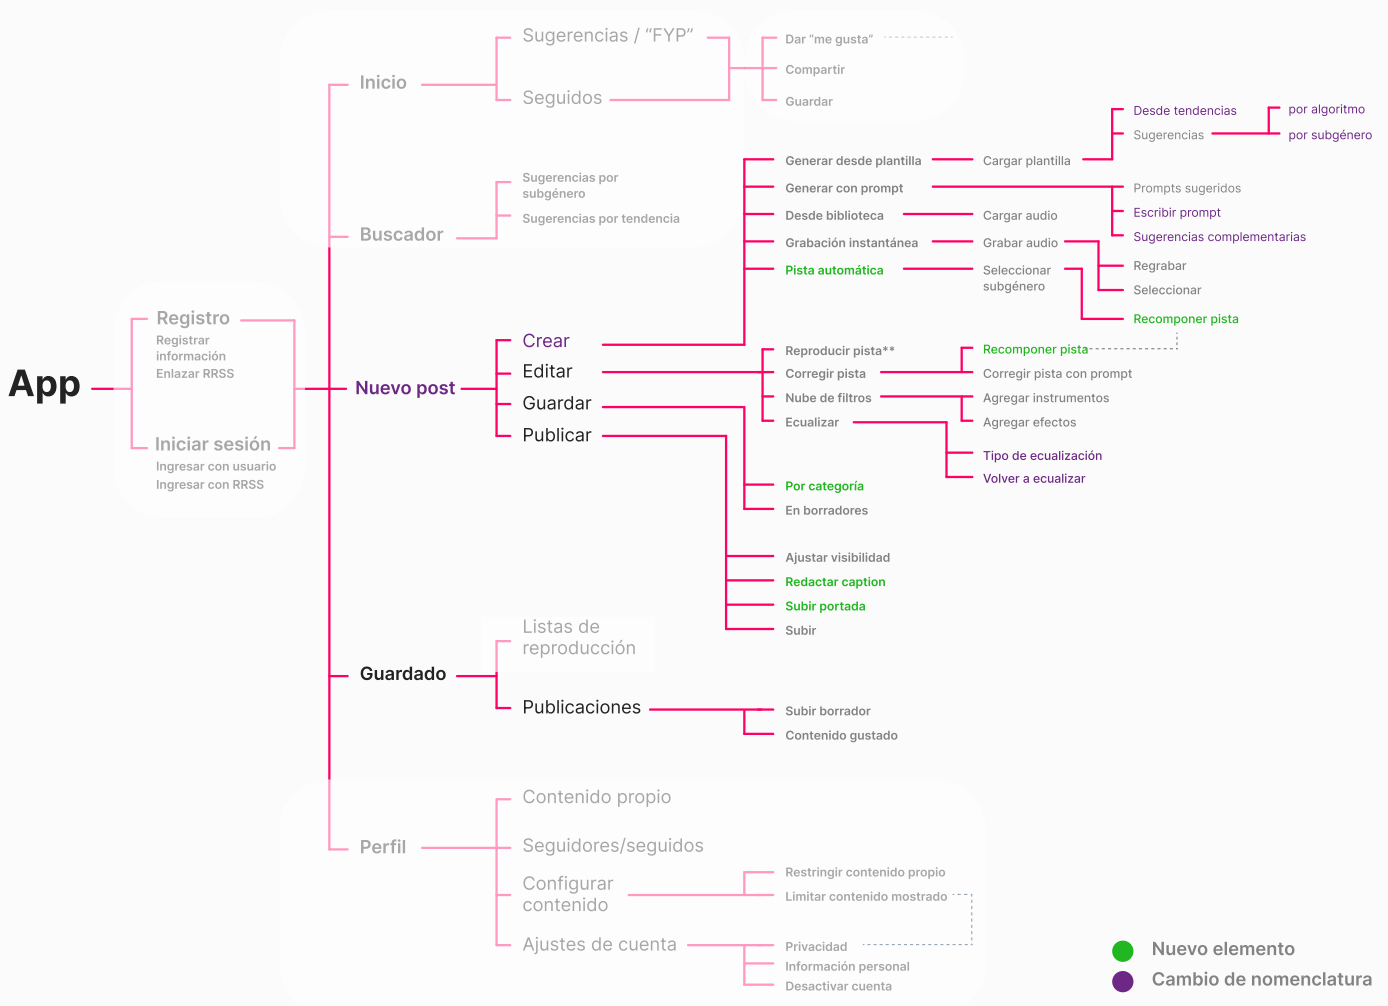 App
Registro
Registrar
información
Enlazar RRSS
Iniciar sesión
Ingresar con usuario
Ingresar con RRSS
Inicio
Sugerencias / “FYP”
Seguidos
Dar “me gusta”
Compartir
Guardar
Buscador
Sugerencias por
subgénero
Sugerencias por tendencia
Nuevo post
Crear
Editar
Guardar
Publicar
Generar desde plantilla
Cargar plantilla
Desde tendencias
Sugerencias
por algoritmo
por subgénero
Generar con prompt
Prompts sugeridos
Escribir prompt
Sugerencias complementarias
Desde biblioteca
Cargar audio
Grabación instantánea
Grabar audio
Regrabar
Seleccionar
Pista automática
Seleccionar
subgénero
Recomponer pista
Reproducir pista**
Corregir pista
Recomponer pista
Corregir pista con prompt
Nube de filtros
Agregar instrumentos
Agregar efectos
Ecualizar
Tipo de ecualización
Volver a ecualizar
Por categoría
En borradores
Ajustar visibilidad
Redactar caption
Subir portada
Subir
Guardado
Listas de
reproducción
Publicaciones
Subir borrador
Contenido gustado
Perfil
Contenido propio
Seguidores/seguidos
Configurar
contenido
Restringir contenido propio
Limitar contenido mostrado
Ajustes de cuenta
Privacidad
Información personal
Desactivar cuenta
Nuevo elemento
Cambio de nomenclatura